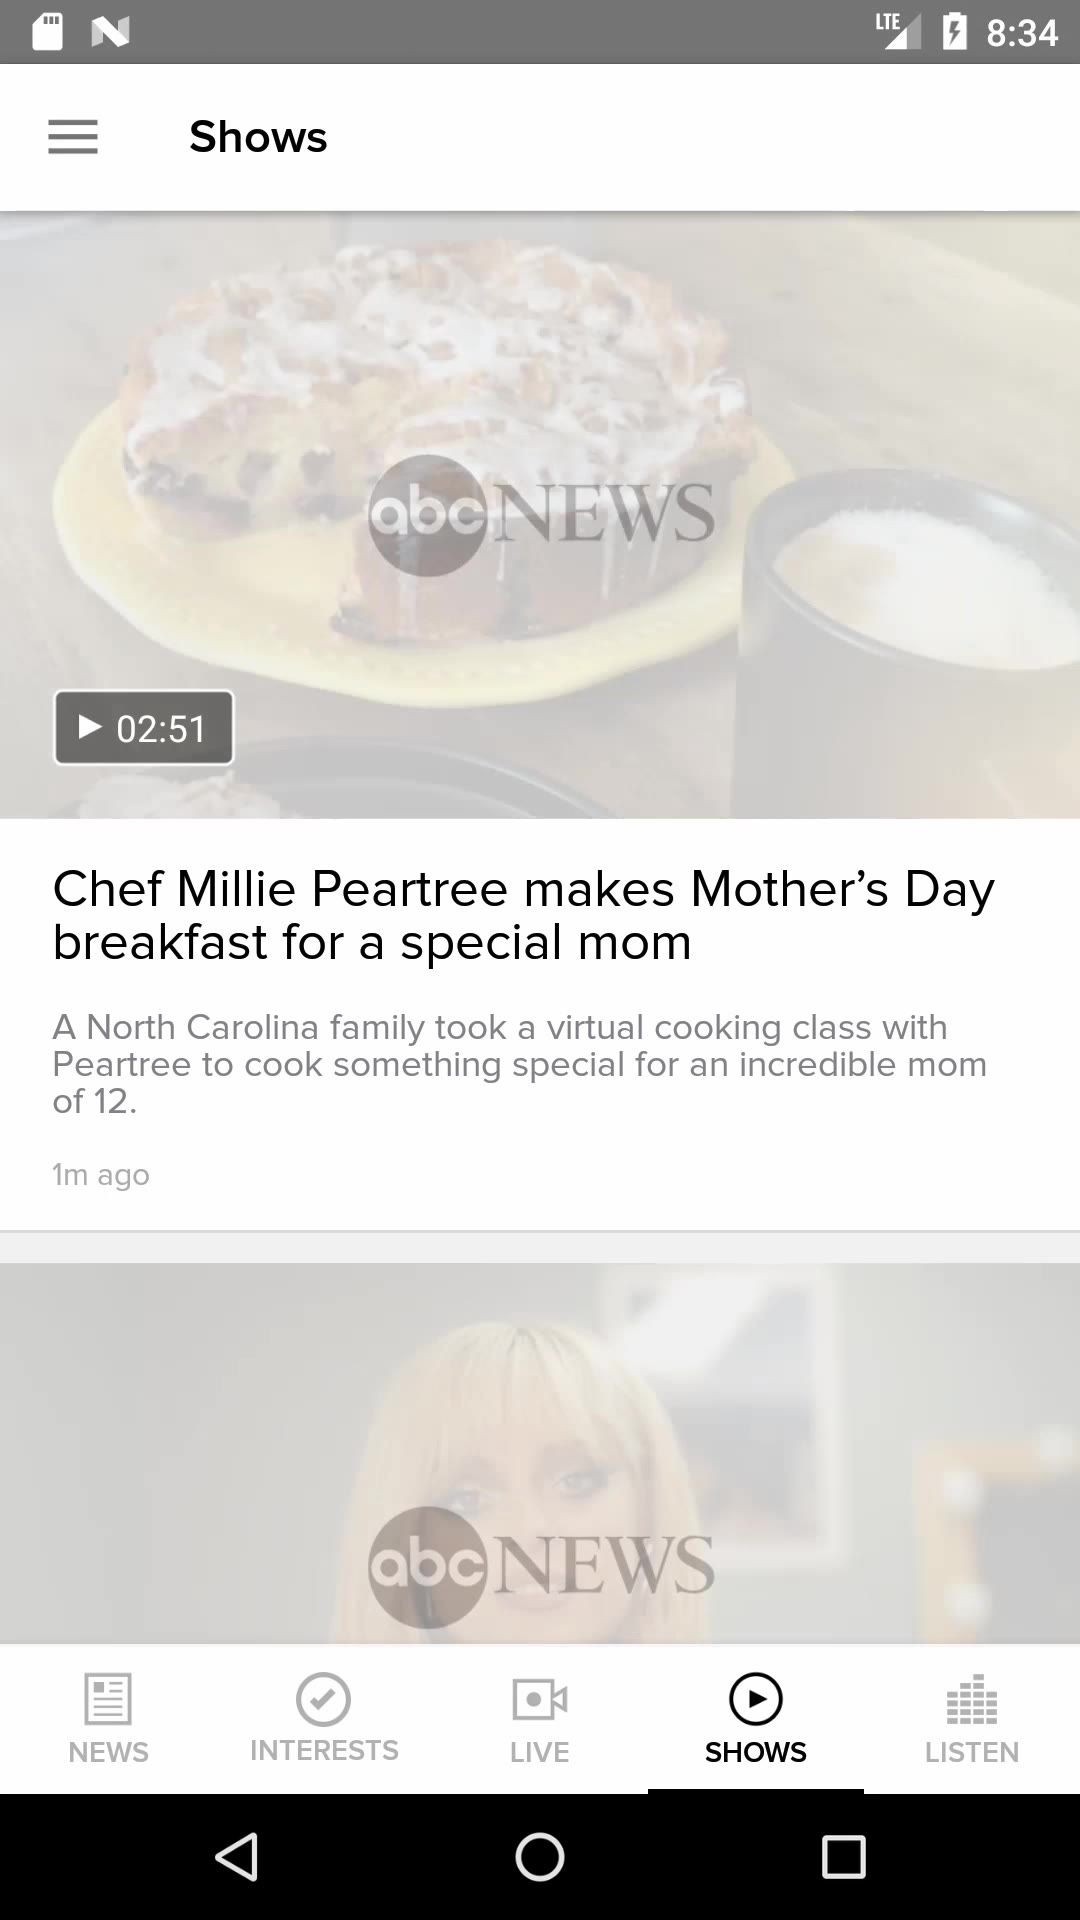 LTE 8:34
Shows
abc NEWS
02:51
Chef Millie Peartree makes Mother’s Day
breakfast for a special mom
A North Carolina family took a virtual cooking class with
Peartree to cook something special for an incredible mom
of 12.
1m ago
abc NEWS
NEWS INTERESTS LIVE SHOWS LISTEN